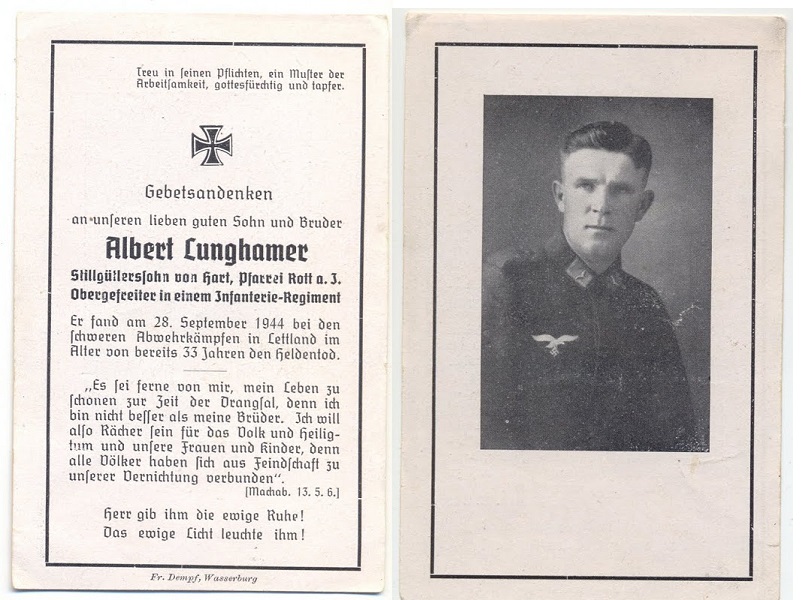 Treu in seinen Pflichten, ein Muster der
Arbeitsamkeit, gottesfürchtig und tapfer.
Gebetsandenken
an unseren lieben guten Sohn und Bruder
Albert Lunghamer
Stillgütlerssohn von Hart, Pfarrei Rott a. J.
Obergefreiter in einem Infanterie-Regiment
Er fand am 28. September 1944 bei den
schweren Abwehrkämpfen in Lettland im
Alter von bereits 33 Jahren den Heldentod.
„Es sei ferne von mir, mein Leben zu
schonen zur Zeit der Drangsal, denn ich
bin nicht besser als meine Brüder. Ich will
also Rächer sein für das Volk und Heilig-
tum und unsere Frauen und Kinder, denn
alle Völker haben sich aus Feindschaft zu
unserer Vernichtung verbunden“.
[Machab. 13. 5. 6.]
Herr gib ihm die ewige Ruhe!
Das ewige Licht leuchte ihm!
Fr. Dempf, Wasserburg